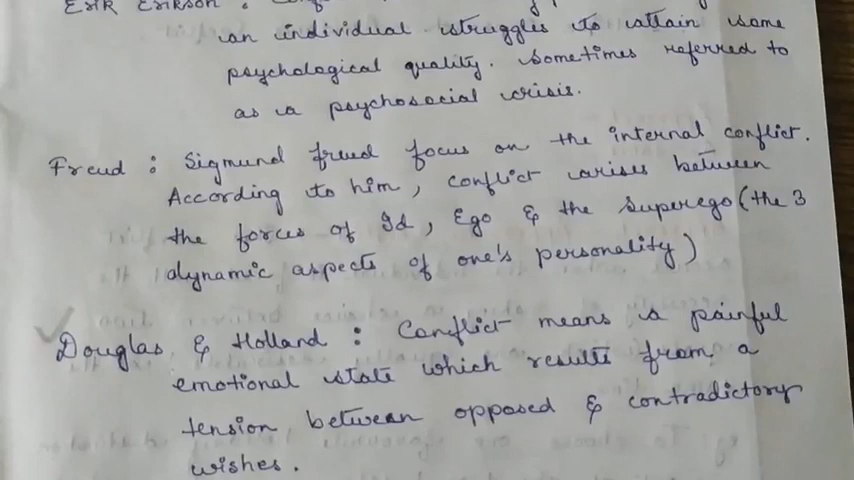 Erik Erikson :
an individual struggles to attain some
psychological quality. Sometimes referred to
as a psychosocial crisis.
Freud : Sigmund freud focus on the internal conflict.
According to him, conflict arises between
the forces of Id, Ego & the Superego (the 3
dynamic aspects of one's personality)
Douglas & Holland : Conflict means a painful
emotional state which results from a
tension between opposed & contradictory
wishes.